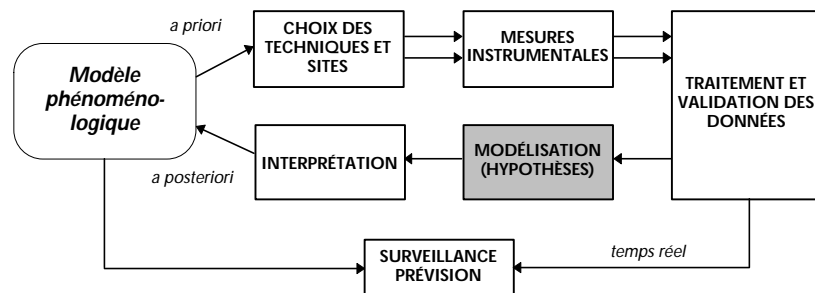 a priori
CHOIX DES
TECHNIQUES ET
SITES
MESURES
INSTRUMENTALES
Modèle
phénoméno-
logique
TRAITEMENT ET
VALIDATION DES
DONNÉES
INTERPRÉTATION
MODÉLISATION
(HYPOTHÈSES)
a posteriori
SURVEILLANCE
PRÉVISION
temps réel